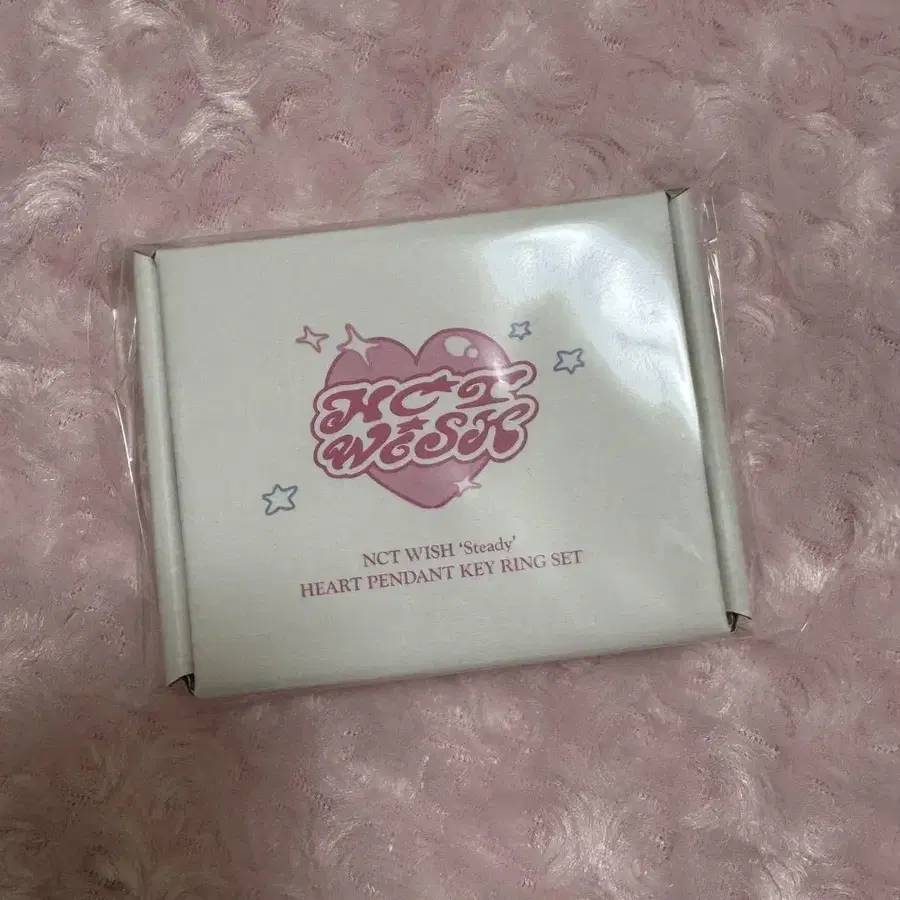 NCT
WiSH
NCT WISH ‘Steady’
HEART PENDANT KEY RING SET